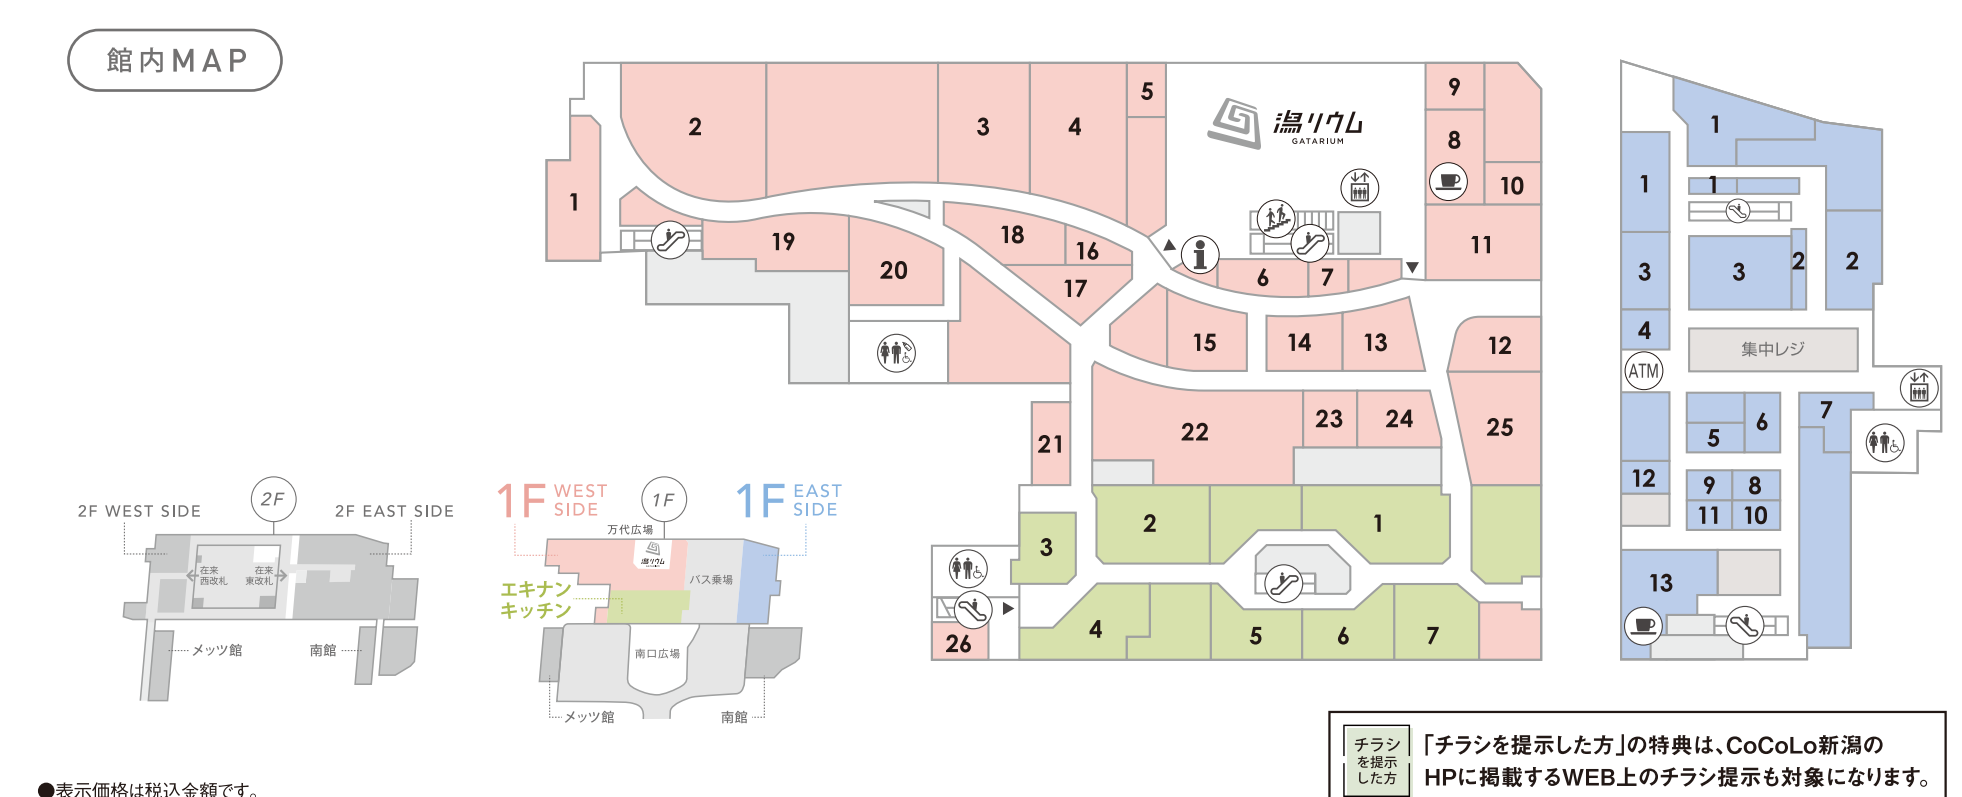 館内MAP
2
3
4
5
潟リウム
GATARIUM
9
8
10
11
1
19
20
18
16
17
6
7
15
14
13
12
21
22
23
24
25
2
1
3
4
5
6
7
26
1
1
1
3
3
2
2
4
集中レジ
ATM
5
6
7
12
9
8
11
10
13
2F
2F WEST SIDE
2F EAST SIDE
在来
西改札
在来
東改札
メッツ館
南館
1F WEST
SIDE
1F
1F EAST
SIDE
万代広場
潟リウム
バス乗場
エキナン
キッチン
南口広場
メッツ館
南館
チラシ
を提示
した方
「チラシを提示した方」の特典は、CoCoLo新潟の
HPに掲載するWEB上のチラシ提示も対象になります。
●表示価格は税込金額です。